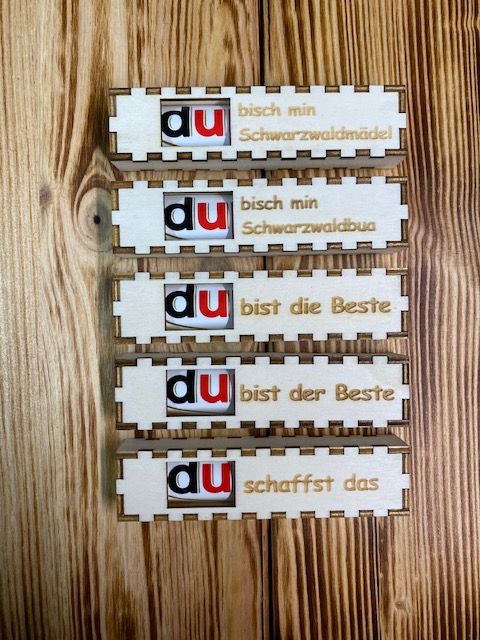 du bisch min
Schwarzwaldmädel
du bisch min
Schwarzwaldbua
du bist die Beste
du bist der Beste
du schaffst das